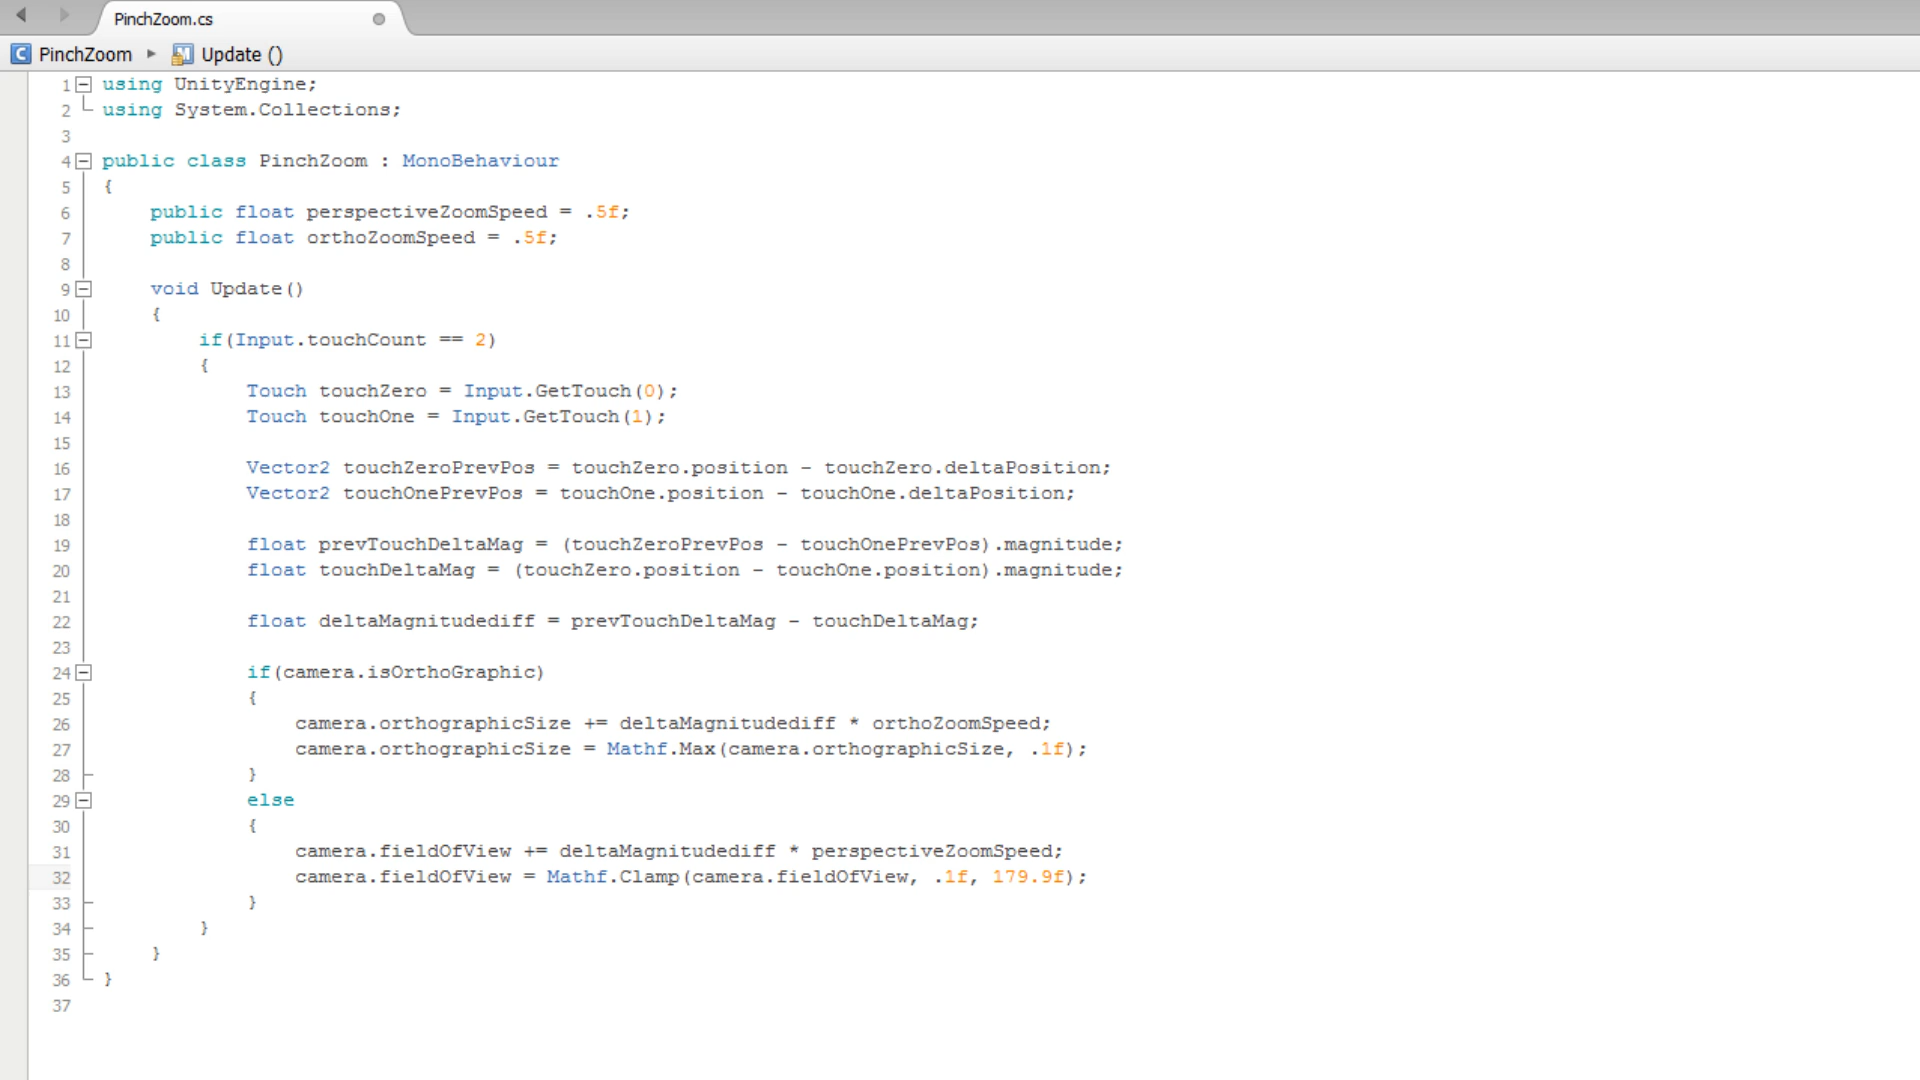 PinchZoom.cs
PinchZoom Update ()
1 using UnityEngine;
2 using System.Collections;
3
4 public class PinchZoom : MonoBehaviour
5 {
6 public float perspectiveZoomSpeed = .5f;
7 public float orthoZoomSpeed = .5f;
8
9 void Update()
10 {
11 if(Input.touchCount == 2)
12 {
13 Touch touchZero = Input.GetTouch(0);
14 Touch touchOne = Input.GetTouch(1);
15
16 Vector2 touchZeroPrevPos = touchZero.position - touchZero.deltaPosition;
17 Vector2 touchOnePrevPos = touchOne.position - touchOne.deltaPosition;
18
19 float prevTouchDeltaMag = (touchZeroPrevPos - touchOnePrevPos).magnitude;
20 float touchDeltaMag = (touchZero.position - touchOne.position).magnitude;
21
22 float deltaMagnitudediff = prevTouchDeltaMag - touchDeltaMag;
23
24 if(camera.isOrthoGraphic)
25 {
26 camera.orthographicSize += deltaMagnitudediff * orthoZoomSpeed;
27 camera.orthographicSize = Mathf.Max(camera.orthographicSize, .1f);
28 }
29 else
30 {
31 camera.fieldOfView += deltaMagnitudediff * perspectiveZoomSpeed;
32 camera.fieldOfView = Mathf.Clamp(camera.fieldOfView, .1f, 179.9f);
33 }
34 }
35 }
36 }
37